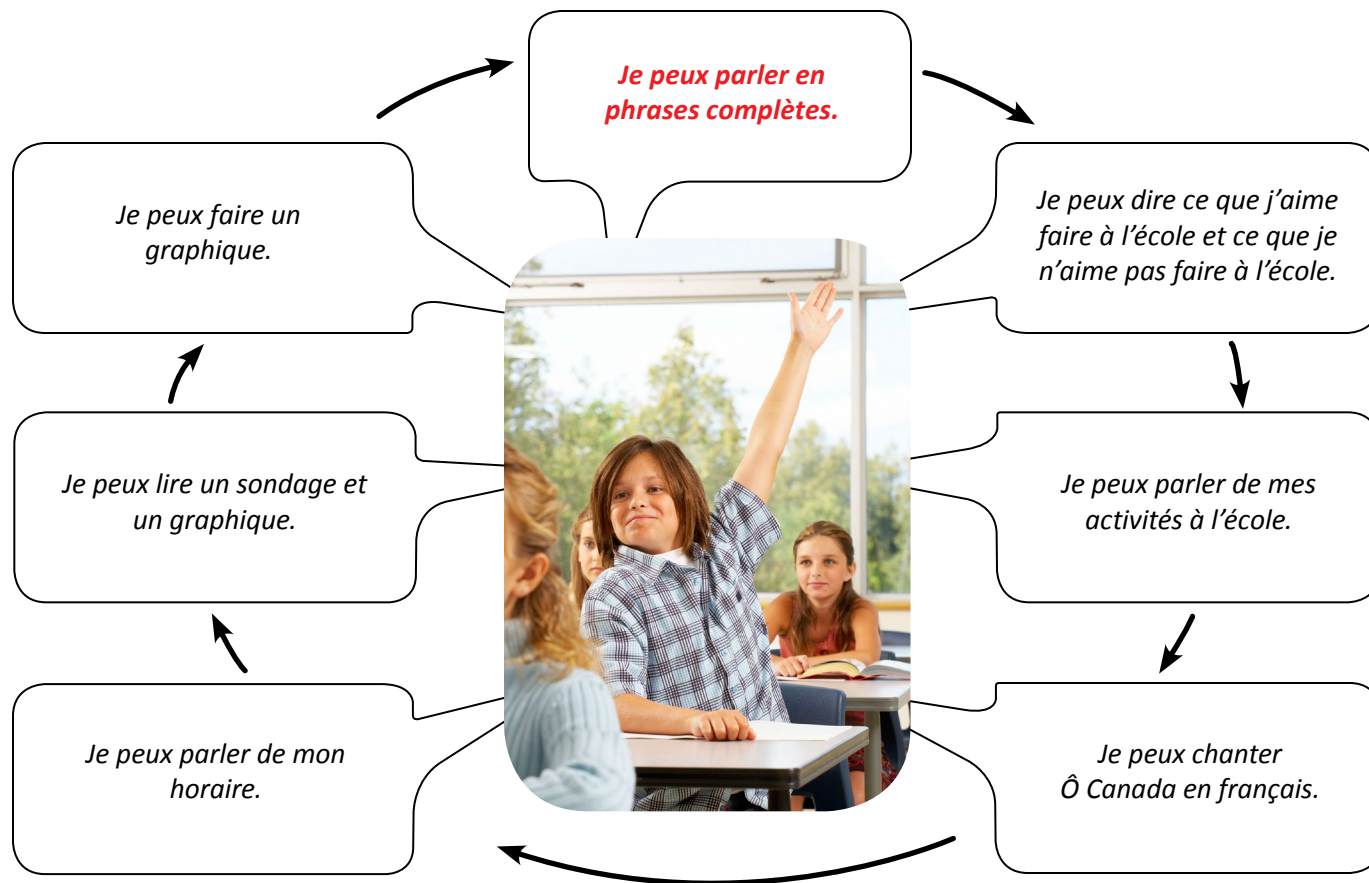 Je peux parler en
phrases complètes.
Je peux dire ce que j’aime
faire à l’école et ce que je
n’aime pas faire à l’école.
Je peux parler de mes
activités à l’école.
Je peux chanter
Ô Canada en français.
Je peux parler de mon
horaire.
Je peux lire un sondage et
un graphique.
Je peux faire un
graphique.